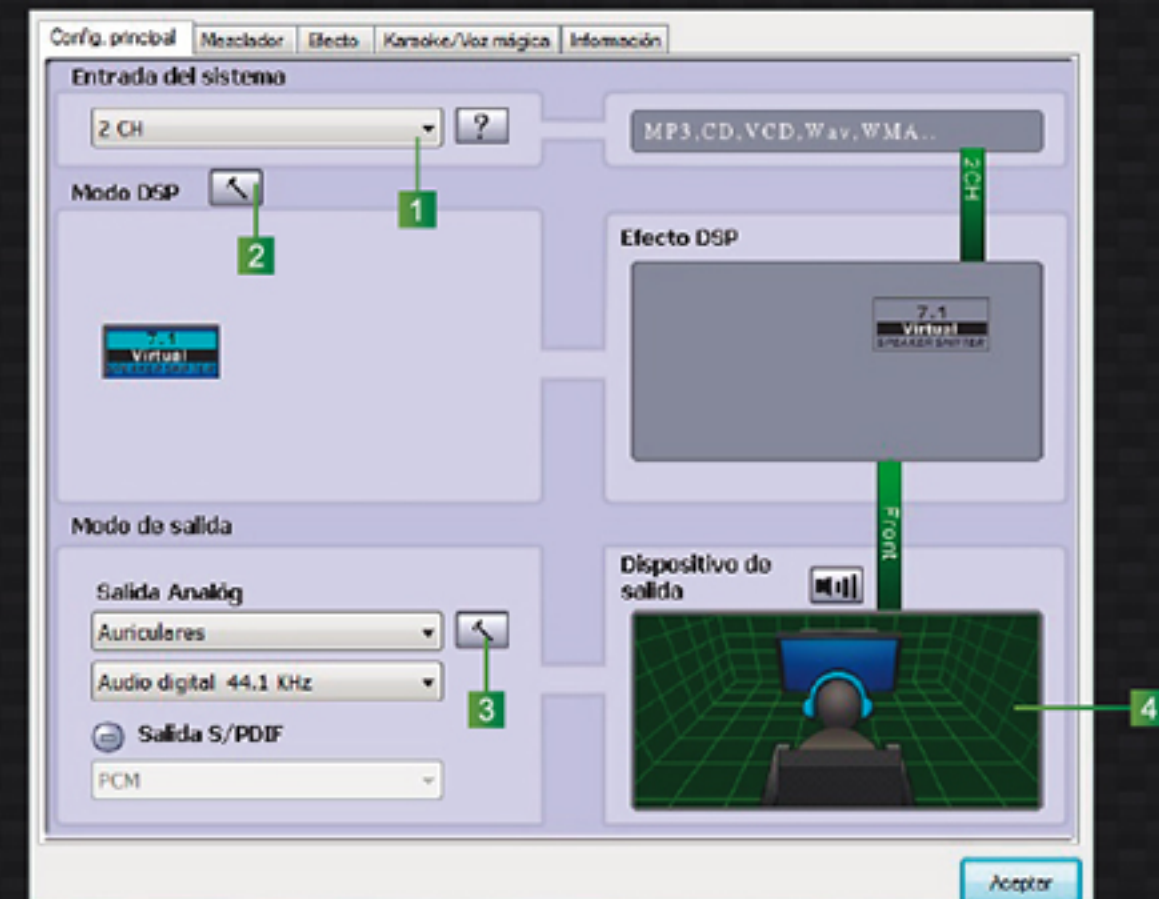 Config. principal Mezclador Efecto Karaoke/Voz mágica Información
Entrada del sistema
2 CH
?
MP3,CD,VCD,Wav,WMA..
2CH
1
Modo DSP
2
Efecto DSP
7.1
Virtual
SPEAKER SHIFTER
7.1
Virtual
Front
Modo de salida
Salida Analóg
Auriculares
Audio digital 44.1 KHz
3
Salida S/PDIF
PCM
Dispositivo de
salida
4
Aceptar